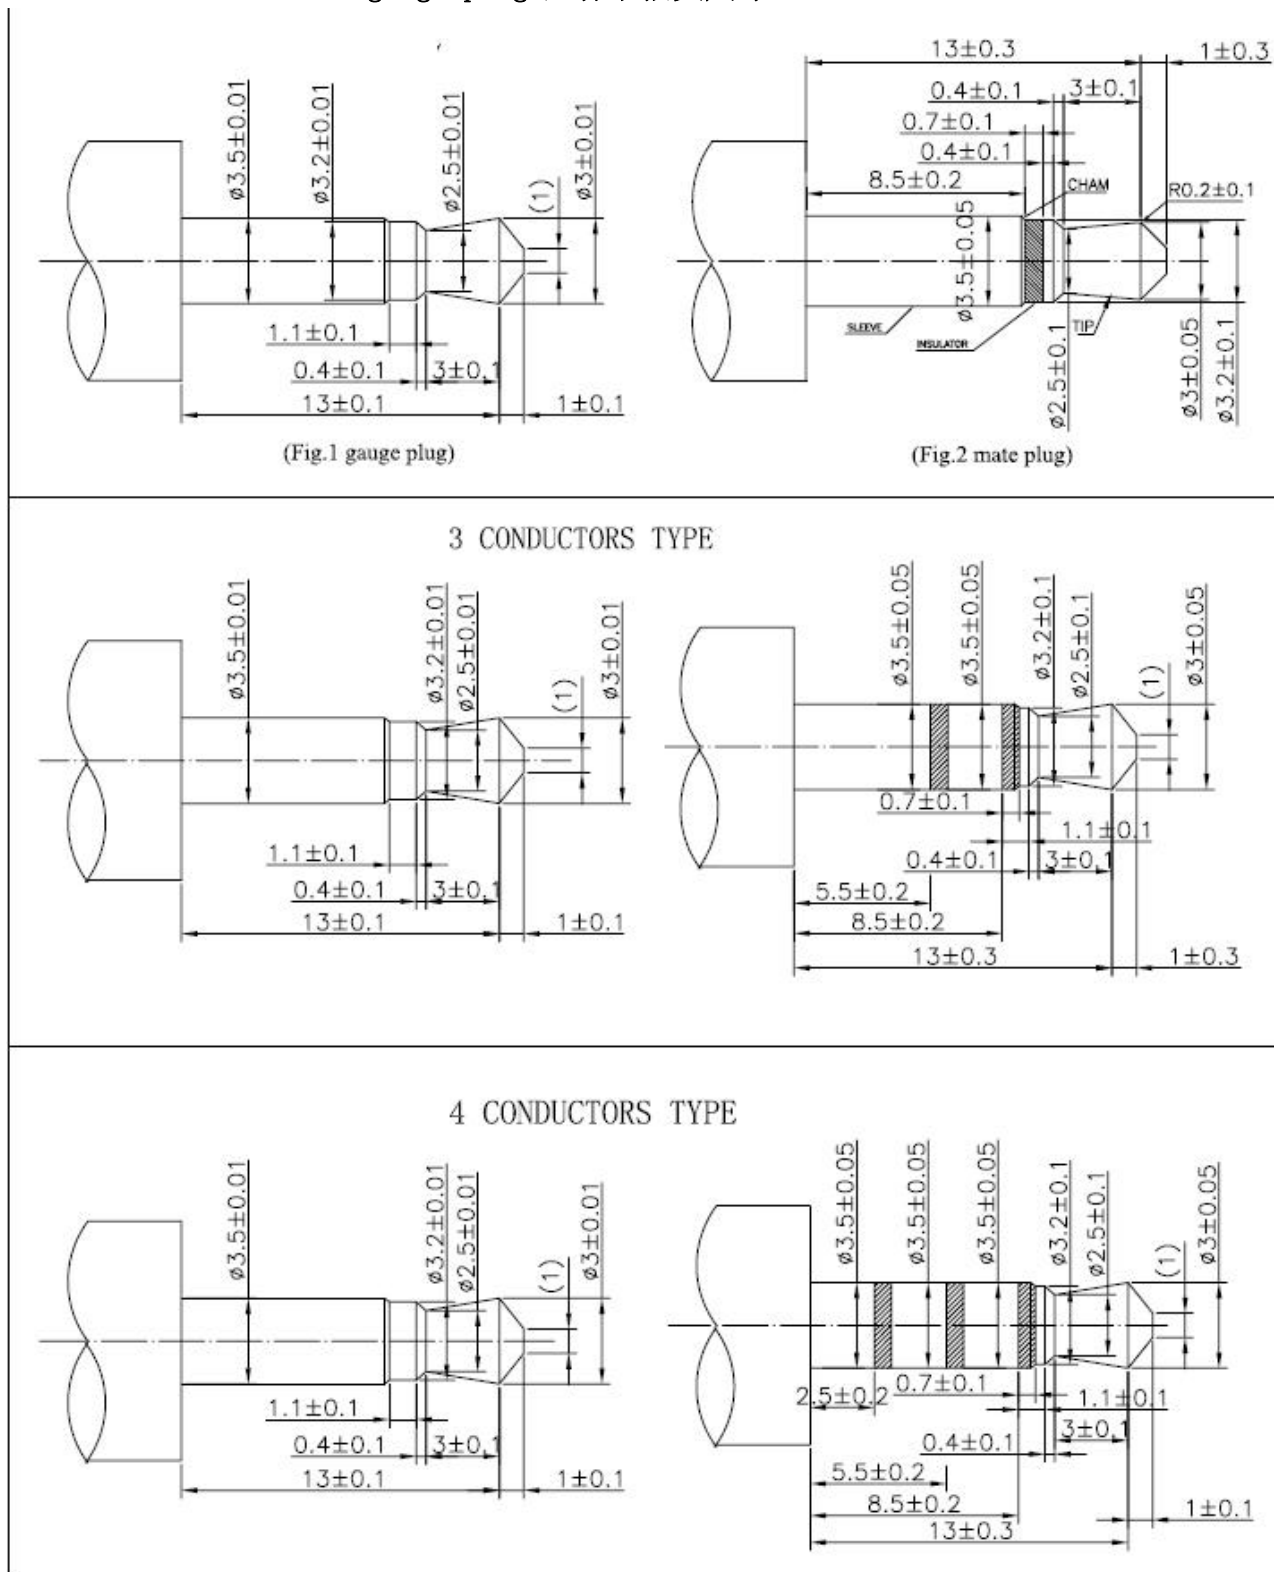 ø3.5±0.01
ø3.2±0.01
ø2.5±0.01
(1)
ø3±0.01
1.1±0.1
0.4±0.1
3±0.1
13±0.1
1±0.1
(Fig.1 gauge plug)
13±0.3
1±0.3
0.4±0.1
3±0.1
0.7±0.1
0.4±0.1
8.5±0.2
CHAM
R0.2±0.1
ø3.5±0.05
SLEEVE
INSULATOR
TIP
ø2.5±0.1
ø3±0.05
ø3.2±0.1
(Fig.2 mate plug)
3 CONDUCTORS TYPE
ø3.5±0.01
ø3.2±0.01
ø2.5±0.01
(1)
ø3±0.01
1.1±0.1
0.4±0.1
3±0.1
13±0.1
1±0.1
ø3.5±0.05
ø3.5±0.05
ø3.2±0.1
ø2.5±0.1
(1)
ø3±0.05
0.7±0.1
1.1±0.1
0.4±0.1
3±0.1
5.5±0.2
8.5±0.2
13±0.3
1±0.3
4 CONDUCTORS TYPE
ø3.5±0.01
ø3.2±0.01
ø2.5±0.01
(1)
ø3±0.01
1.1±0.1
0.4±0.1
3±0.1
13±0.1
1±0.1
ø3.5±0.05
ø3.5±0.05
ø3.5±0.05
ø3.2±0.1
ø2.5±0.1
(1)
ø3±0.05
2.5±0.2
0.7±0.1
1.1±0.1
3±0.1
0.4±0.1
5.5±0.2
8.5±0.2
1±0.1
13±0.3